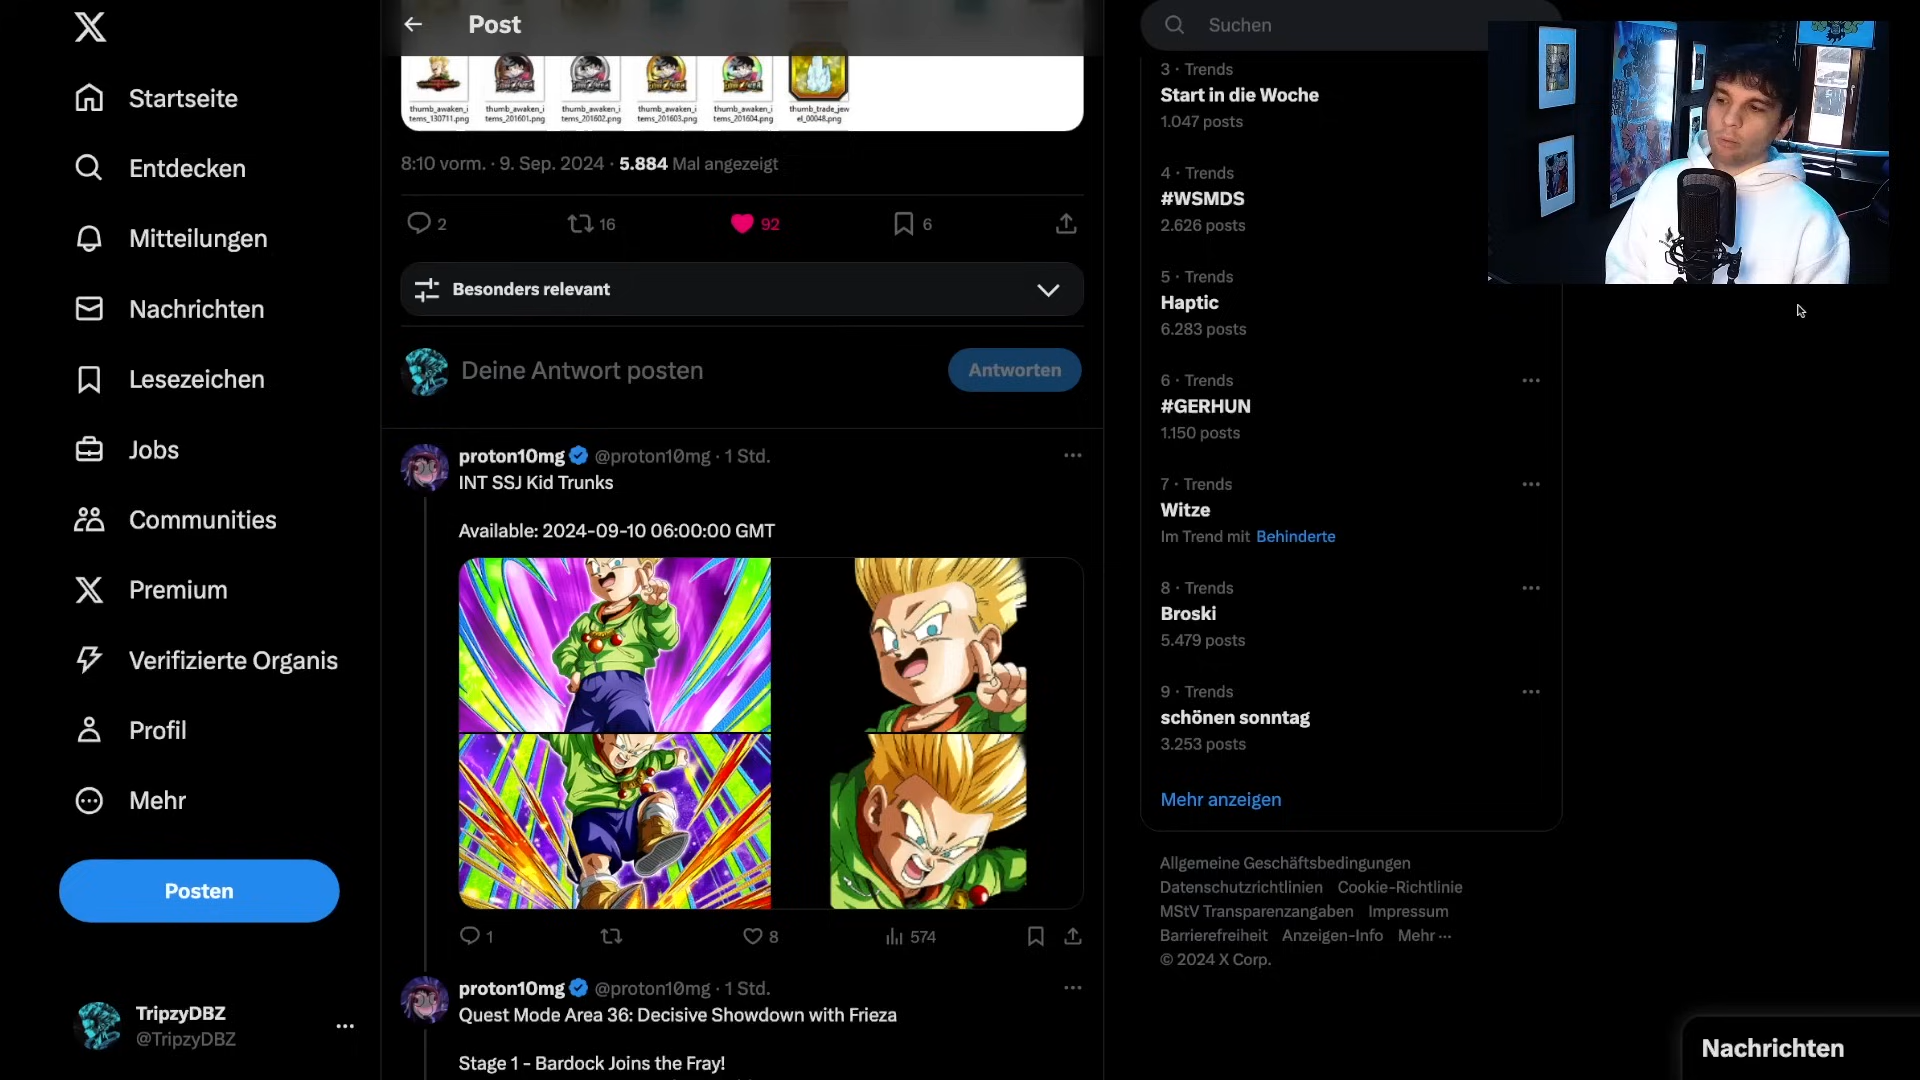 Post
Suchen
Startseite
Entdecken
Mitteilungen
Nachrichten
Lesezeichen
Jobs
Communities
Premium
Verifizierte Organis
Profil
Mehr
Posten
TripzyDBZ
@TripzyDBZ
thumb_awaken_i
tems_130711.png
thumb_awaken_i
tems_201601.png
thumb_awaken_i
tems_201602.png
thumb_awaken_i
tems_201603.png
thumb_awaken_i
tems_201604.png
thumb_trade_jew
el_00048.png
8:10 vorm. · 9. Sep. 2024 · 5.884 Mal angezeigt
2
16
92
6
Besonders relevant
Deine Antwort posten
Antworten
proton10mg @proton10mg · 1 Std.
INT SSJ Kid Trunks
Available: 2024-09-10 06:00:00 GMT
1
8
574
proton10mg @proton10mg · 1 Std.
Quest Mode Area 36: Decisive Showdown with Frieza
Stage 1 - Bardock Joins the Fray!
3 · Trends
Start in die Woche
1.047 posts
4 · Trends
#WSMDS
2.626 posts
5 · Trends
Haptic
6.283 posts
6 · Trends
#GERHUN
1.150 posts
7 · Trends
Witze
Im Trend mit Behinderte
8 · Trends
Broski
5.479 posts
9 · Trends
schönen sonntag
3.253 posts
Mehr anzeigen
Allgemeine Geschäftsbedingungen
Datenschutzrichtlinien Cookie-Richtlinie
MStV Transparenzangaben Impressum
Barrierefreiheit Anzeigen-Info Mehr ···
© 2024 X Corp.
Nachrichten